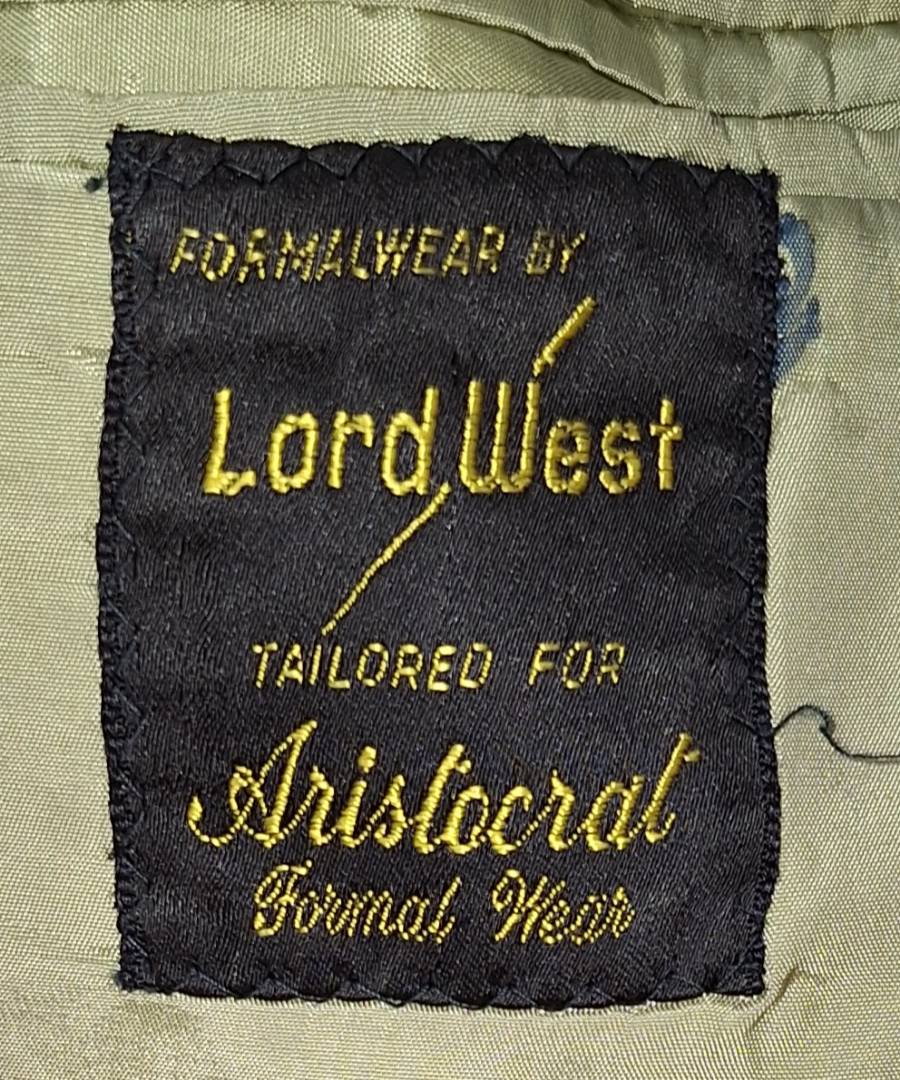 FORMALWEAR BY
Lord West
TAILORED FOR
Aristocrat
Formal Wear